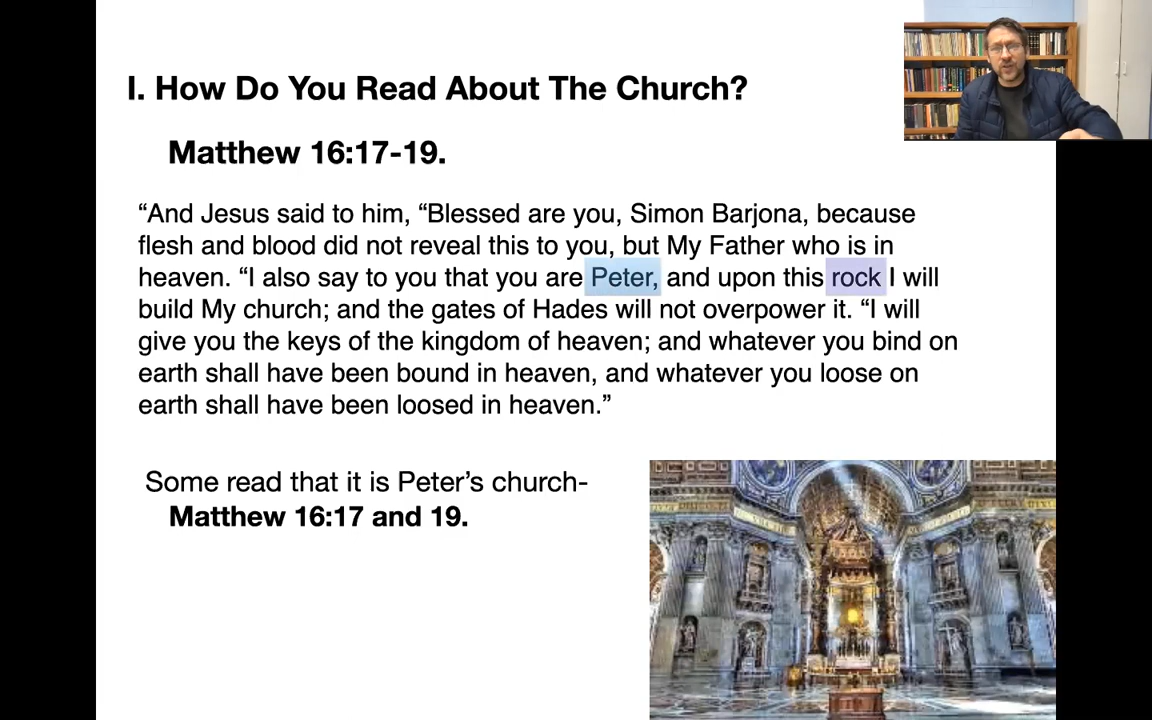 I. How Do You Read About The Church?
Matthew 16:17-19.
“And Jesus said to him, “Blessed are you, Simon Barjona, because
flesh and blood did not reveal this to you, but My Father who is in
heaven. “I also say to you that you are Peter, and upon this rock I will
build My church; and the gates of Hades will not overpower it. “I will
give you the keys of the kingdom of heaven; and whatever you bind on
earth shall have been bound in heaven, and whatever you loose on
earth shall have been loosed in heaven.”
Some read that it is Peter’s church-
Matthew 16:17 and 19.